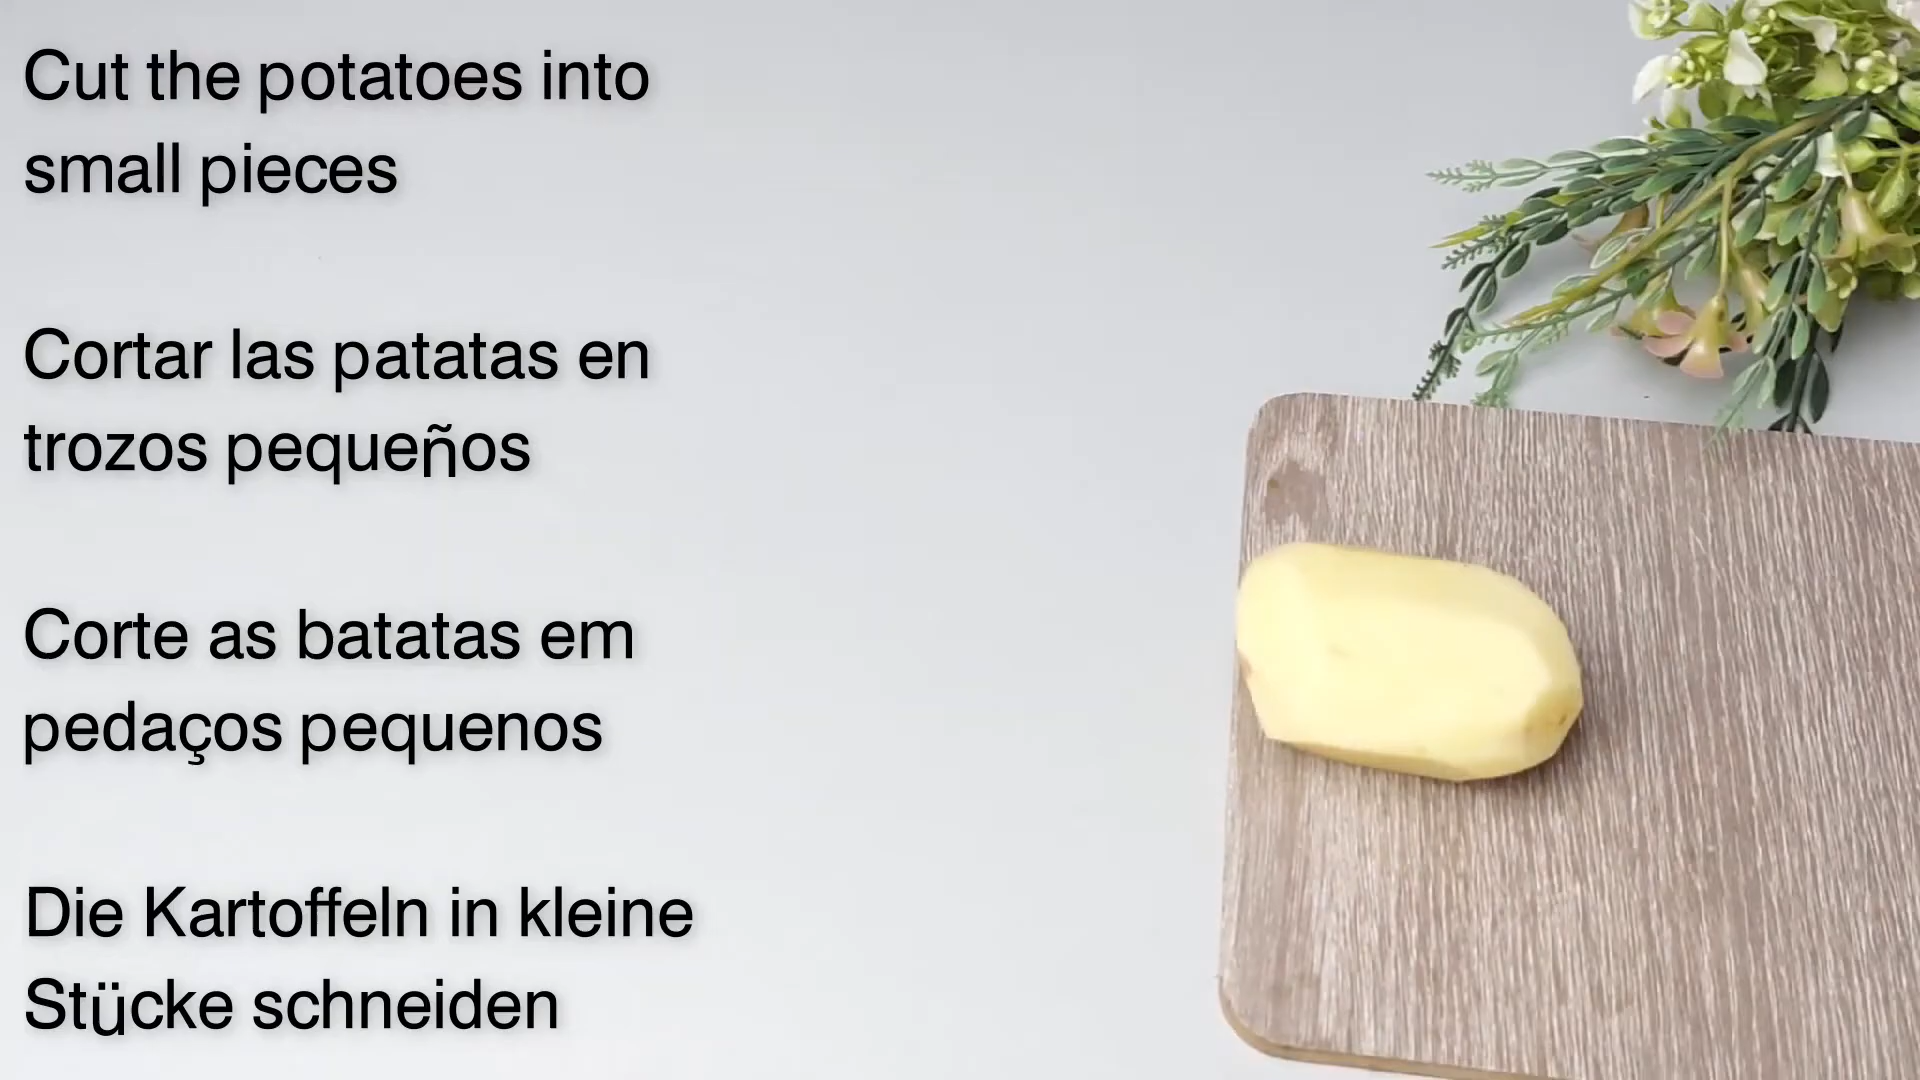 Cut the potatoes into
small pieces
Cortar las patatas en
trozos pequeños
Corte as batatas em
pedaços pequenos
Die Kartoffeln in kleine
Stücke schneiden